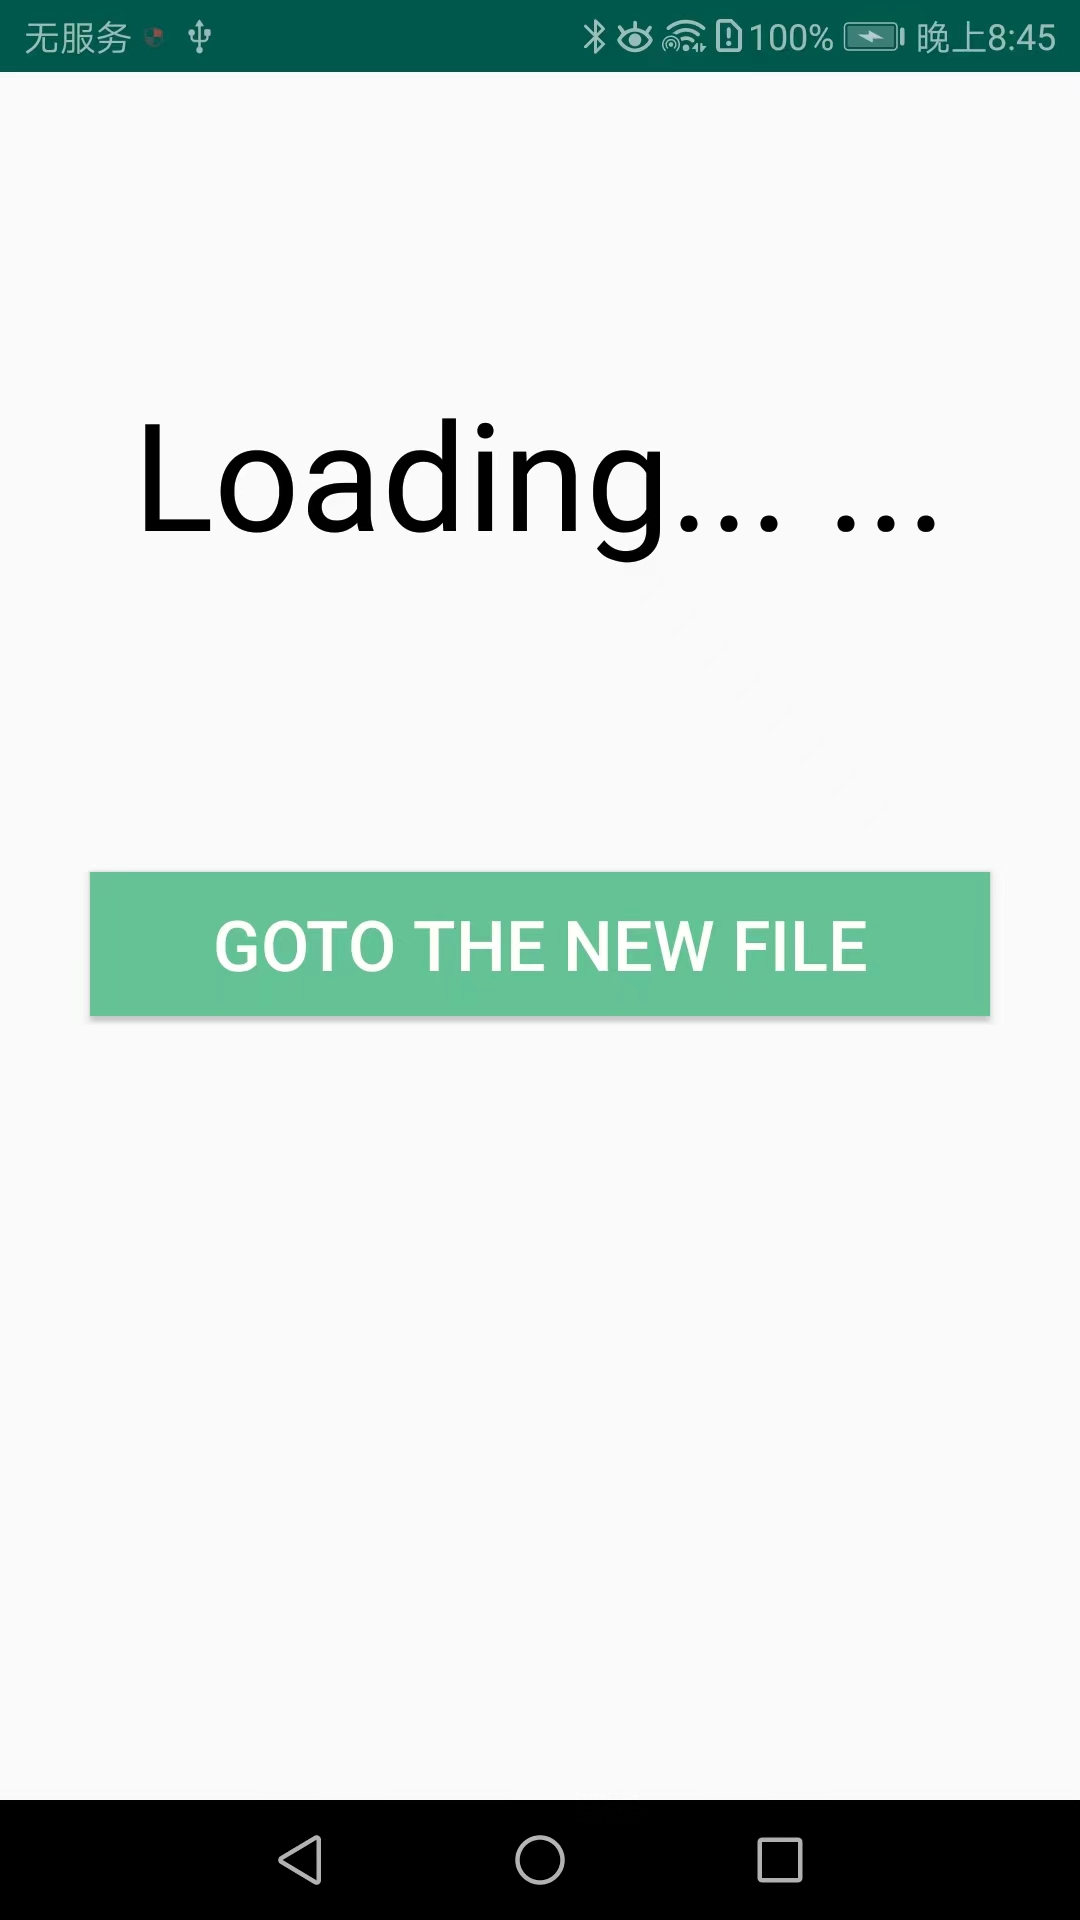 无服务 100% 晚上8:45
Loading... ...
GOTO THE NEW FILE